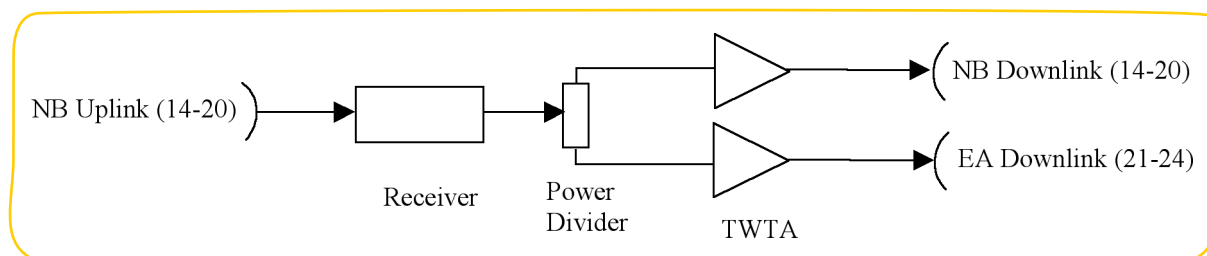 NB Uplink (14-20)
Receiver
Power
Divider
TWTA
NB Downlink (14-20)
EA Downlink (21-24)